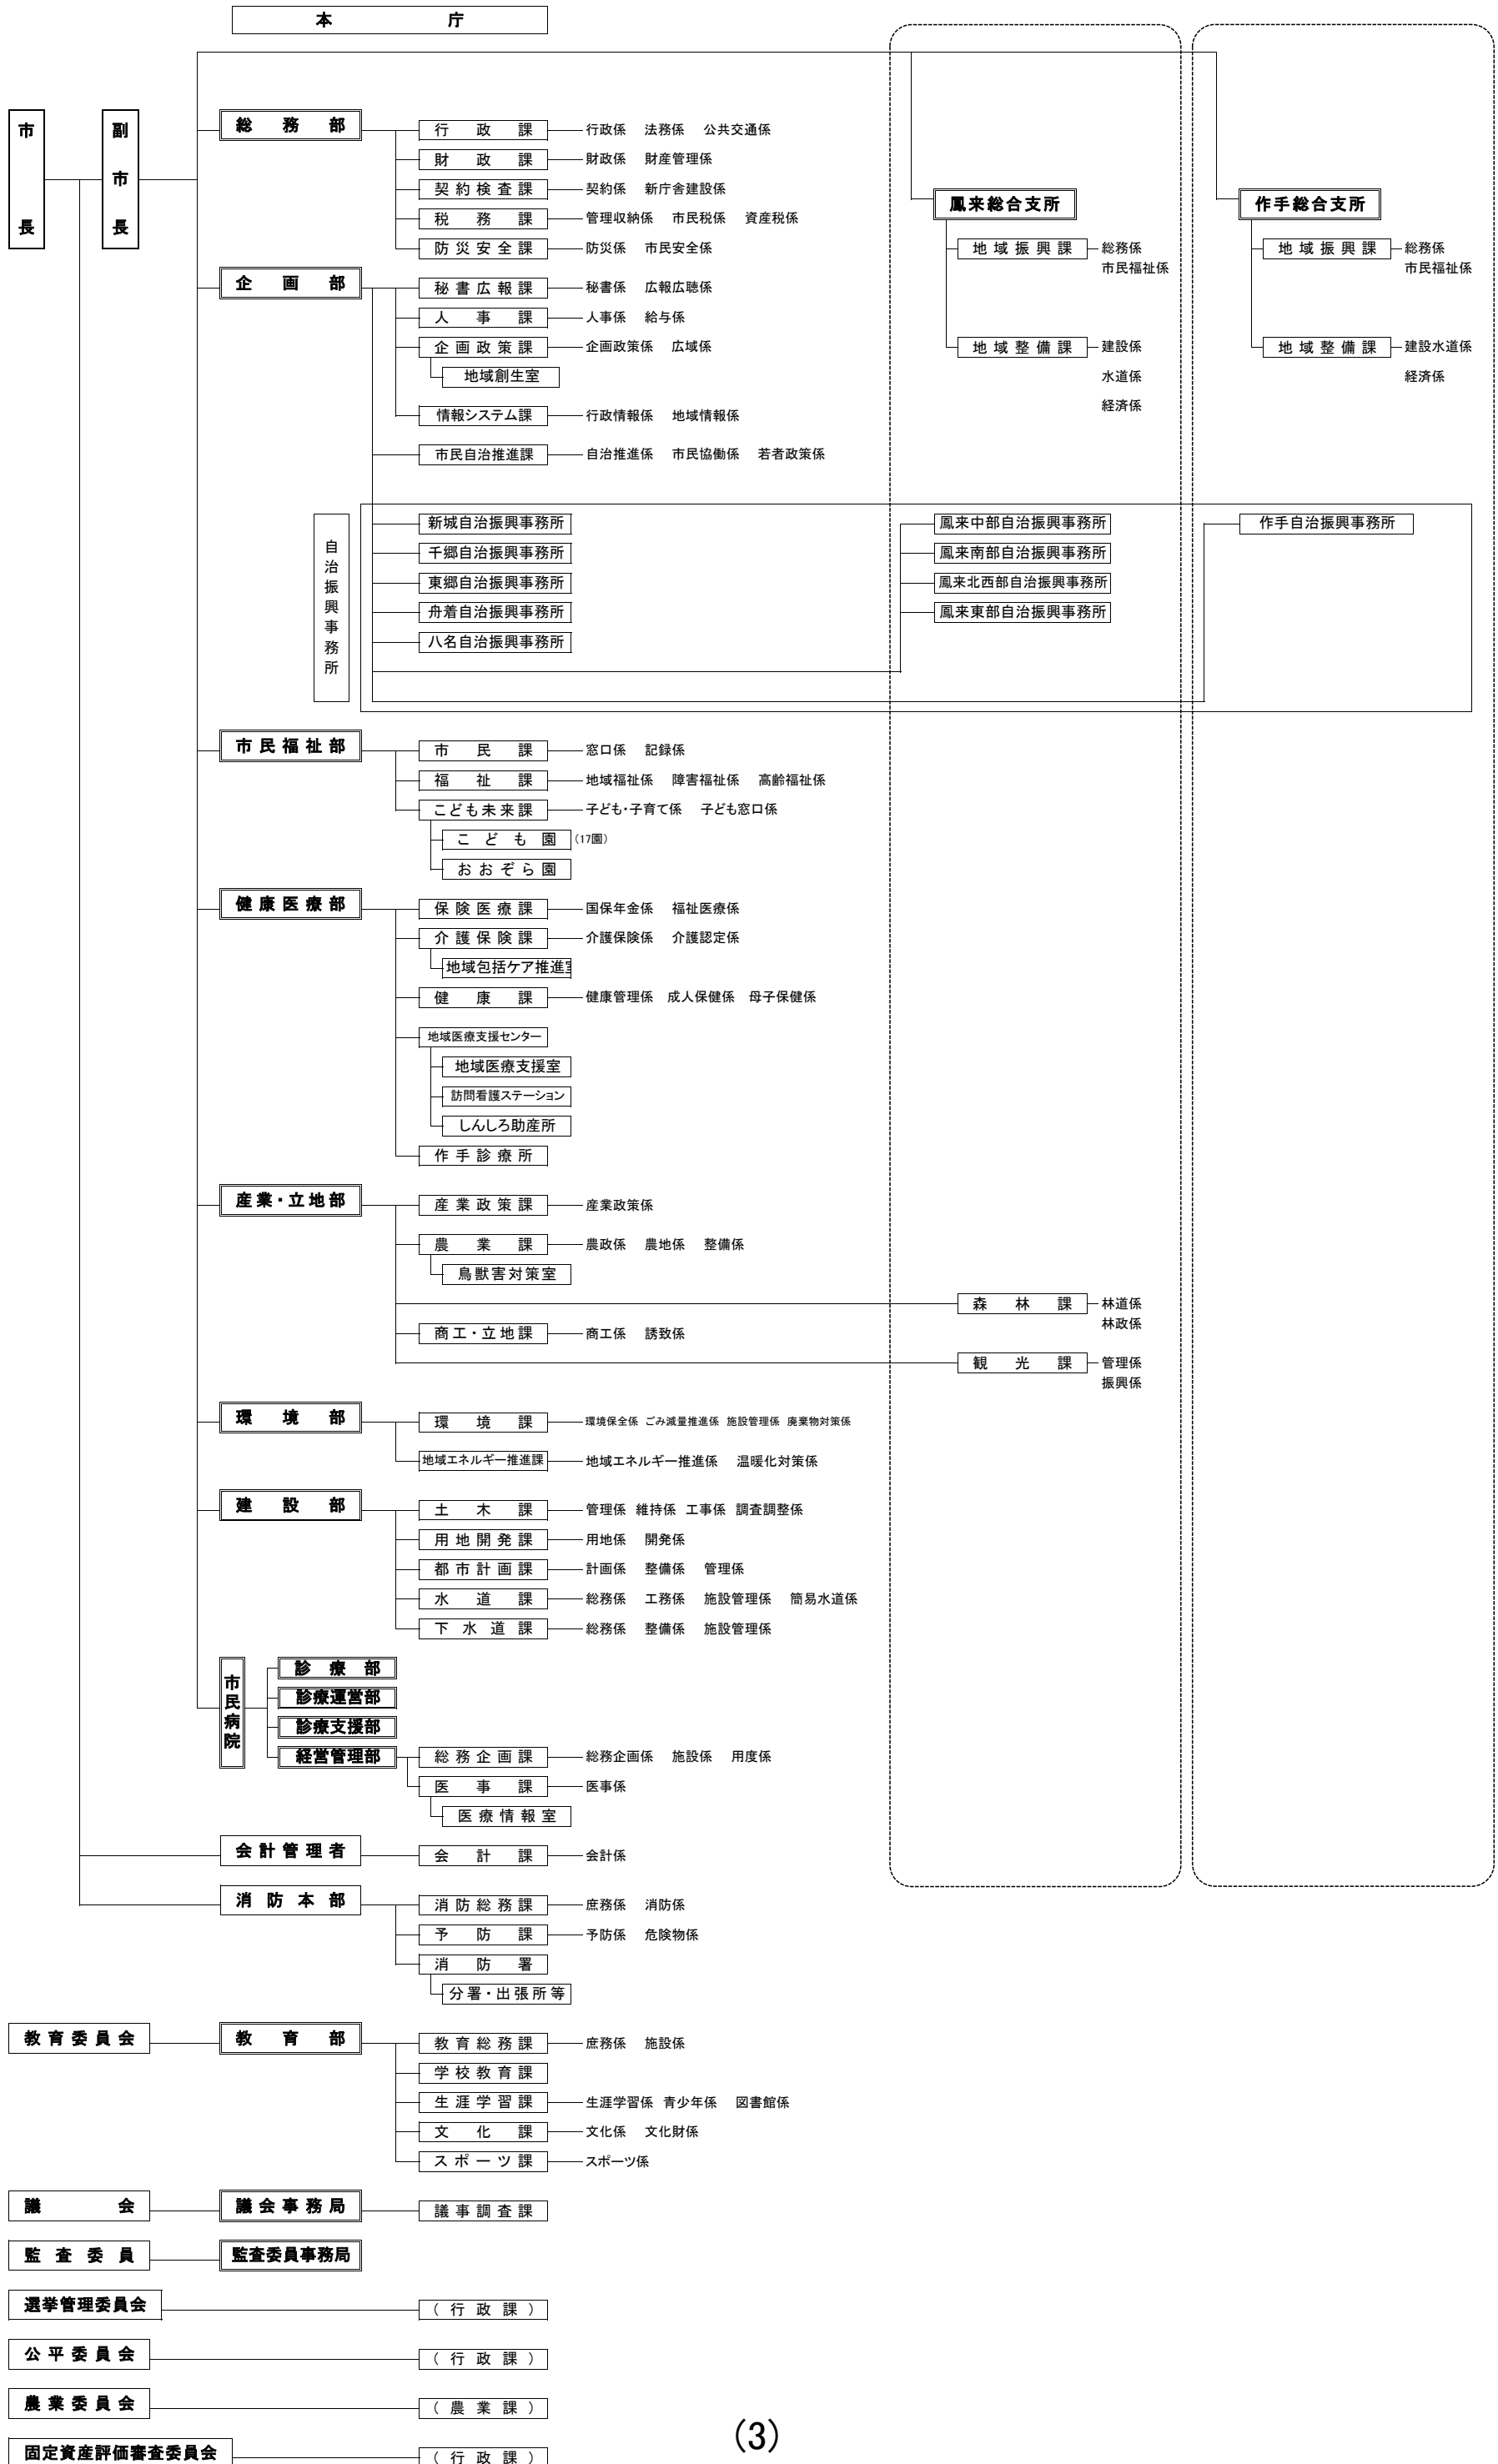 本庁
市長
副市長
総務部
行政課 行政係 法務係 公共交通係
財政課 財政係 財産管理係
契約検査課 契約係 新庁舎建設係
税務課 管理収納係 市民税係 資産税係
防災安全課 防災係 市民安全係
鳳来総合支所
地域振興課 総務係
市民福祉係
地域整備課 建設係
水道係
経済係
作手総合支所
地域振興課 総務係
市民福祉係
地域整備課 建設水道係
経済係
企画部
秘書広報課 秘書係 広報広聴係
人事課 人事係 給与係
企画政策課 企画政策係 広域係
地域創生室
情報システム課 行政情報係 地域情報係
市民自治推進課 自治推進係 市民協働係 若者政策係
自治振興事務所
新城自治振興事務所 鳳来中部自治振興事務所 作手自治振興事務所
千郷自治振興事務所 鳳来南部自治振興事務所
東郷自治振興事務所 鳳来北西部自治振興事務所
舟着自治振興事務所 鳳来東部自治振興事務所
八名自治振興事務所
市民福祉部
市民課 窓口係 記録係
福祉課 地域福祉係 障害福祉係 高齢福祉係
こども未来課 子ども・子育て係 子ども窓口係
こども園 (17園)
おおぞら園
健康医療部
保険医療課 国保年金係 福祉医療係
介護保険課 介護保険係 介護認定係
地域包括ケア推進
健康課 健康管理係 成人保健係 母子保健係
地域医療支援センター
地域医療支援室
訪問看護ステーション
しんしろ助産所
作手診療所
産業・立地部
産業政策課 産業政策係
農業課 農政係 農地係 整備係
鳥獣害対策室
森林課 林道係
林政係
商工・立地課 商工係 誘致係
観光課 管理係
振興係
環境部
環境課 環境保全係 ごみ減量推進係 施設管理係 廃棄物対策係
地域エネルギー推進課 地域エネルギー推進係 温暖化対策係
建設部
土木課 管理係 維持係 工事係 調査調整係
用地開発課 用地係 開発係
都市計画課 計画係 整備係 管理係
水道課 総務係 工務係 施設管理係 簡易水道係
下水道課 総務係 整備係 施設管理係
市民病院
診療部
診療運営部
診療支援部
経営管理部 総務企画課 総務企画係 施設係 用度係
医事課 医事係
医療情報室
会計管理者 会計課 会計係
消防本部 消防総務課 庶務係 消防係
予防課 予防係 危険物係
消防署
分署・出張所等
教育委員会 教育部 教育総務課 庶務係 施設係
学校教育課
生涯学習課 生涯学習係 青少年係 図書館係
文化課 文化係 文化財係
スポーツ課 スポーツ係
議会 議会事務局 議事調査課
監査委員 監査委員事務局
選挙管理委員会 (行政課)
公平委員会 (行政課)
農業委員会 (農業課)
固定資産評価審査委員会 (行政課)
(3)